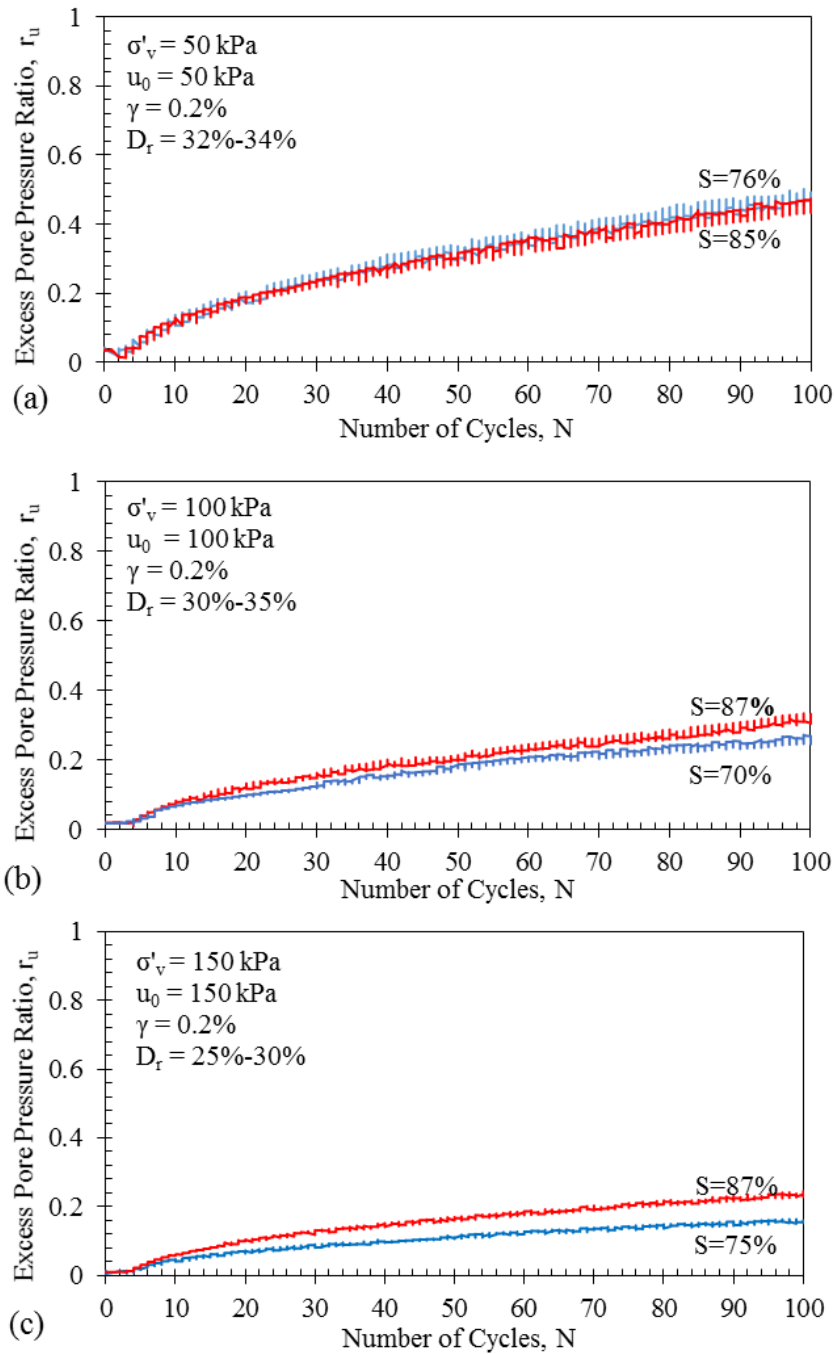 Excess Pore Pressure Ratio, rᵤ
1
0.8
0.6
0.4
0.2
0
σ'ᵥ = 50 kPa
u₀ = 50 kPa
γ = 0.2%
Dᵣ = 32%-34%
S=76%
S=85%
0 10 20 30 40 50 60 70 80 90 100
Number of Cycles, N
(a)
Excess Pore Pressure Ratio, rᵤ
1
0.8
0.6
0.4
0.2
0
σ'ᵥ = 100 kPa
u₀ = 100 kPa
γ = 0.2%
Dᵣ = 30%-35%
S=87%
S=70%
0 10 20 30 40 50 60 70 80 90 100
Number of Cycles, N
(b)
Excess Pore Pressure Ratio, rᵤ
1
0.8
0.6
0.4
0.2
0
σ'ᵥ = 150 kPa
u₀ = 150 kPa
γ = 0.2%
Dᵣ = 25%-30%
S=87%
S=75%
0 10 20 30 40 50 60 70 80 90 100
Number of Cycles, N
(c)